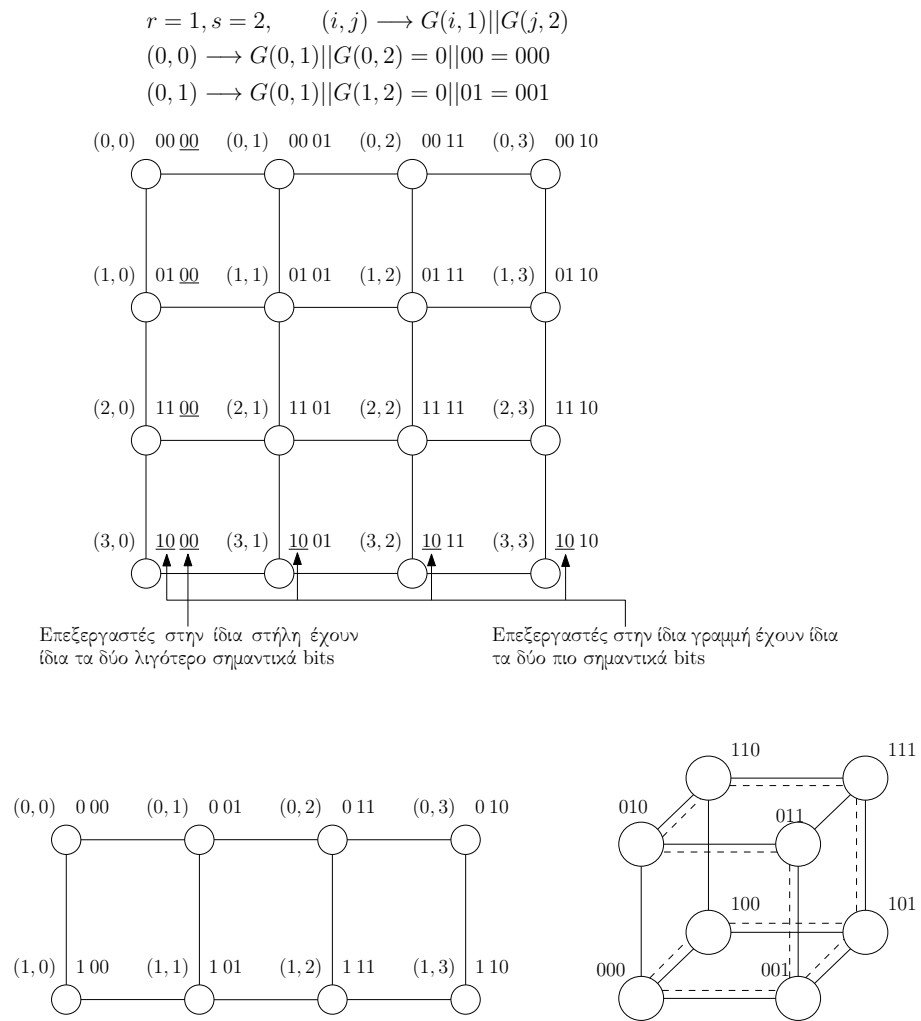 r = 1, s = 2, (i, j) ⟶ G(i, 1)||G(j, 2)
(0, 0) ⟶ G(0, 1)||G(0, 2) = 0||00 = 000
(0, 1) ⟶ G(0, 1)||G(1, 2) = 0||01 = 001
(0, 0) 00 00 (0, 1) 00 01 (0, 2) 00 11 (0, 3) 00 10
(1, 0) 01 00 (1, 1) 01 01 (1, 2) 01 11 (1, 3) 01 10
(2, 0) 11 00 (2, 1) 11 01 (2, 2) 11 11 (2, 3) 11 10
(3, 0) 10 00 (3, 1) 10 01 (3, 2) 10 11 (3, 3) 10 10
Επεξεργαστές στην ίδια στήλη έχουν
ίδια τα δύο λιγότερο σημαντικά bits
Επεξεργαστές στην ίδια γραμμή έχουν ίδια
τα δύο πιο σημαντικά bits
(0, 0) 0 00 (0, 1) 0 01 (0, 2) 0 11 (0, 3) 0 10
(1, 0) 1 00 (1, 1) 1 01 (1, 2) 1 11 (1, 3) 1 10
110 111
010 011
100 101
000 001